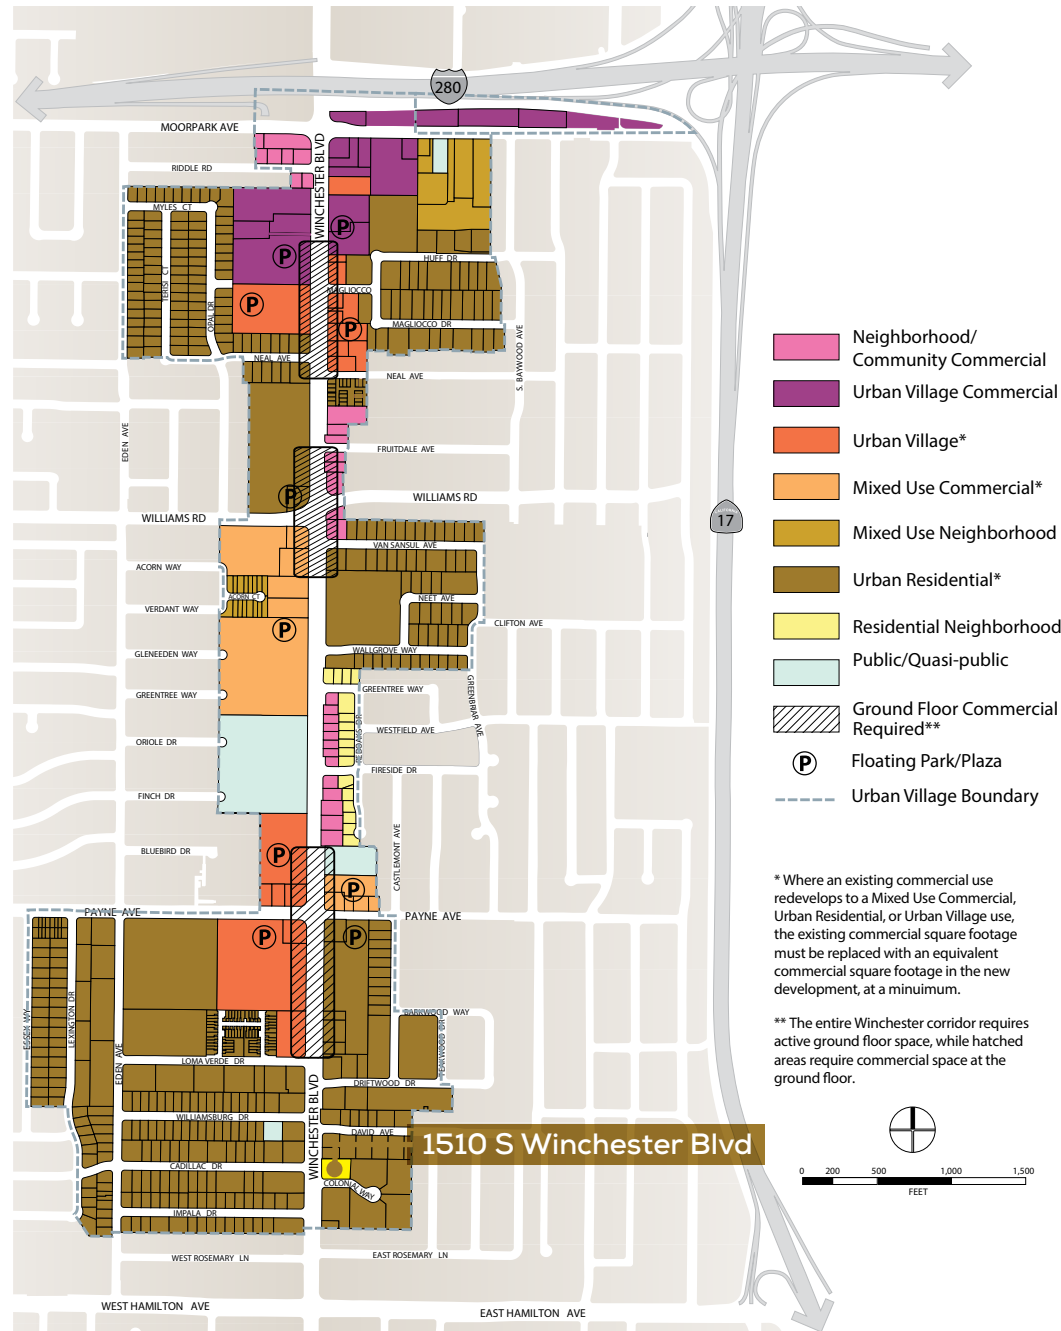 280
MOORPARK AVE
WINCHESTER BLVD
RIDDLE RD
MYLES CT
P
P
HUFF DR
TERISI CT
OPAL DR
MAGLIOCCO
P
P
MAGLIOCCO DR
S. BAYWOOD AVE
NEAL AVE
NEAL AVE
EDEN AVE
FRUITDALE AVE
P
WILLIAMS RD
WILLIAMS RD
17
VAN SANSUL AVE
ACORN WAY
ACORN CT
NEET AVE
VERDANT WAY
CLIFTON AVE
P
GLENEEDEN WAY
WALLGROVE WAY
GREENTREE WAY
GREENTREE WAY
GREENBRIAR AVE
WESTFIELD AVE
ORIOLE DR
FIRESIDE DR
FINCH DR
CASTLEMONT AVE
BLUEBIRD DR
P
P
PAYNE AVE
PAYNE AVE
P
P
ESSEX WY
LEXINGTON DR
EDEN AVE
PARKWOOD WAY
TEAKWOOD DR
LOMA VERDE DR
DRIFTWOOD DR
WINCHESTER BLVD
WILLIAMSBURG DR
DAVID AVE
1510 S Winchester Blvd
CADILLAC DR
COLONIAL WAY
IMPALA DR
WEST ROSEMARY LN
EAST ROSEMARY LN
WEST HAMILTON AVE
EAST HAMILTON AVE
Neighborhood/
Community Commercial
Urban Village Commercial
Urban Village*
Mixed Use Commercial*
Mixed Use Neighborhood
Urban Residential*
Residential Neighborhood
Public/Quasi-public
Ground Floor Commercial
Required**
P
Floating Park/Plaza
Urban Village Boundary
* Where an existing commercial use
redevelops to a Mixed Use Commercial,
Urban Residential, or Urban Village use,
the existing commercial square footage
must be replaced with an equivalent
commercial square footage in the new
development, at a minuimum.
** The entire Winchester corridor requires
active ground floor space, while hatched
areas require commercial space at the
ground floor.
0 200 500 1,000 1,500
FEET